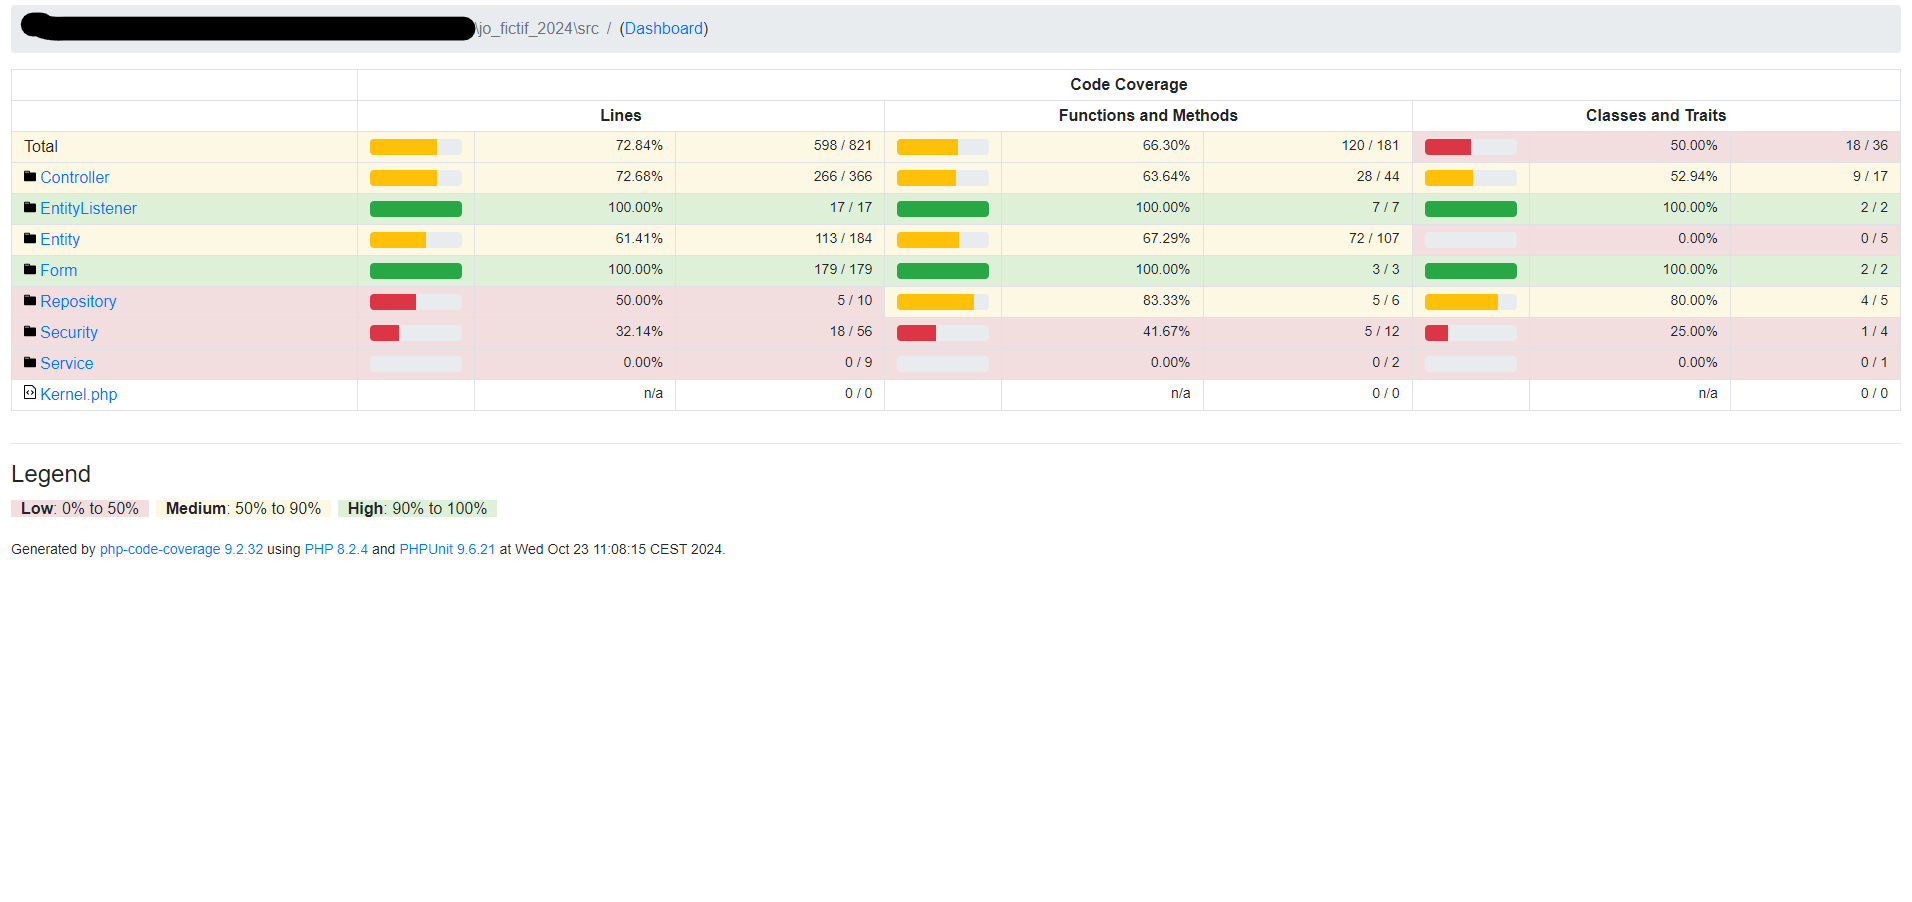 \jo_fictif_2024\src / (Dashboard)
Code Coverage
Lines Functions and Methods Classes and Traits
Total 72.84% 598 / 821 66.30% 120 / 181 50.00% 18 / 36
Controller 72.68% 266 / 366 63.64% 28 / 44 52.94% 9 / 17
EntityListener 100.00% 17 / 17 100.00% 7 / 7 100.00% 2 / 2
Entity 61.41% 113 / 184 67.29% 72 / 107 0.00% 0 / 5
Form 100.00% 179 / 179 100.00% 3 / 3 100.00% 2 / 2
Repository 50.00% 5 / 10 83.33% 5 / 6 80.00% 4 / 5
Security 32.14% 18 / 56 41.67% 5 / 12 25.00% 1 / 4
Service 0.00% 0 / 9 0.00% 0 / 2 0.00% 0 / 1
Kernel.php n/a 0 / 0 n/a 0 / 0 n/a 0 / 0
Legend
Low: 0% to 50% Medium: 50% to 90% High: 90% to 100%
Generated by php-code-coverage 9.2.32 using PHP 8.2.4 and PHPUnit 9.6.21 at Wed Oct 23 11:08:15 CEST 2024.